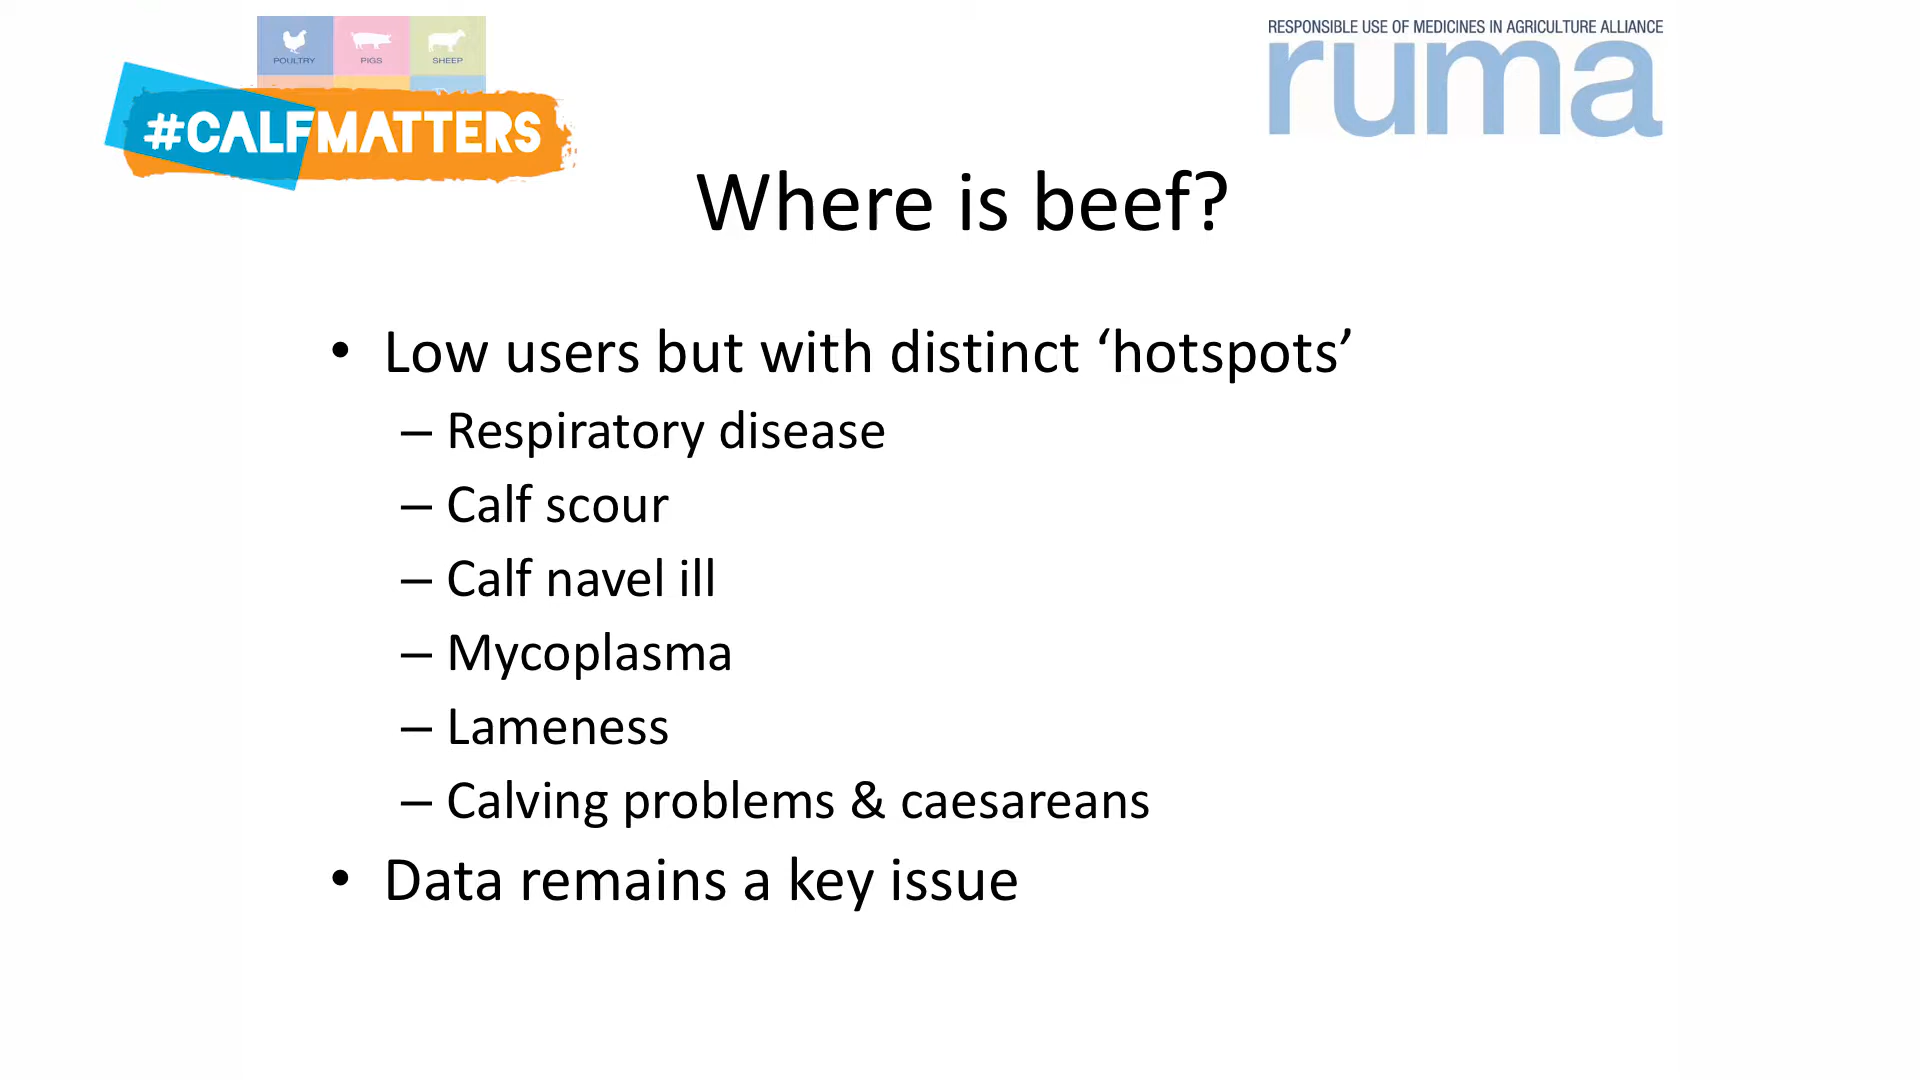 POULTRY PIGS SHEEP
#CALFMATTERS
RESPONSIBLE USE OF MEDICINES IN AGRICULTURE ALLIANCE
ruma
Where is beef?
• Low users but with distinct ‘hotspots’
– Respiratory disease
– Calf scour
– Calf navel ill
– Mycoplasma
– Lameness
– Calving problems & caesareans
• Data remains a key issue